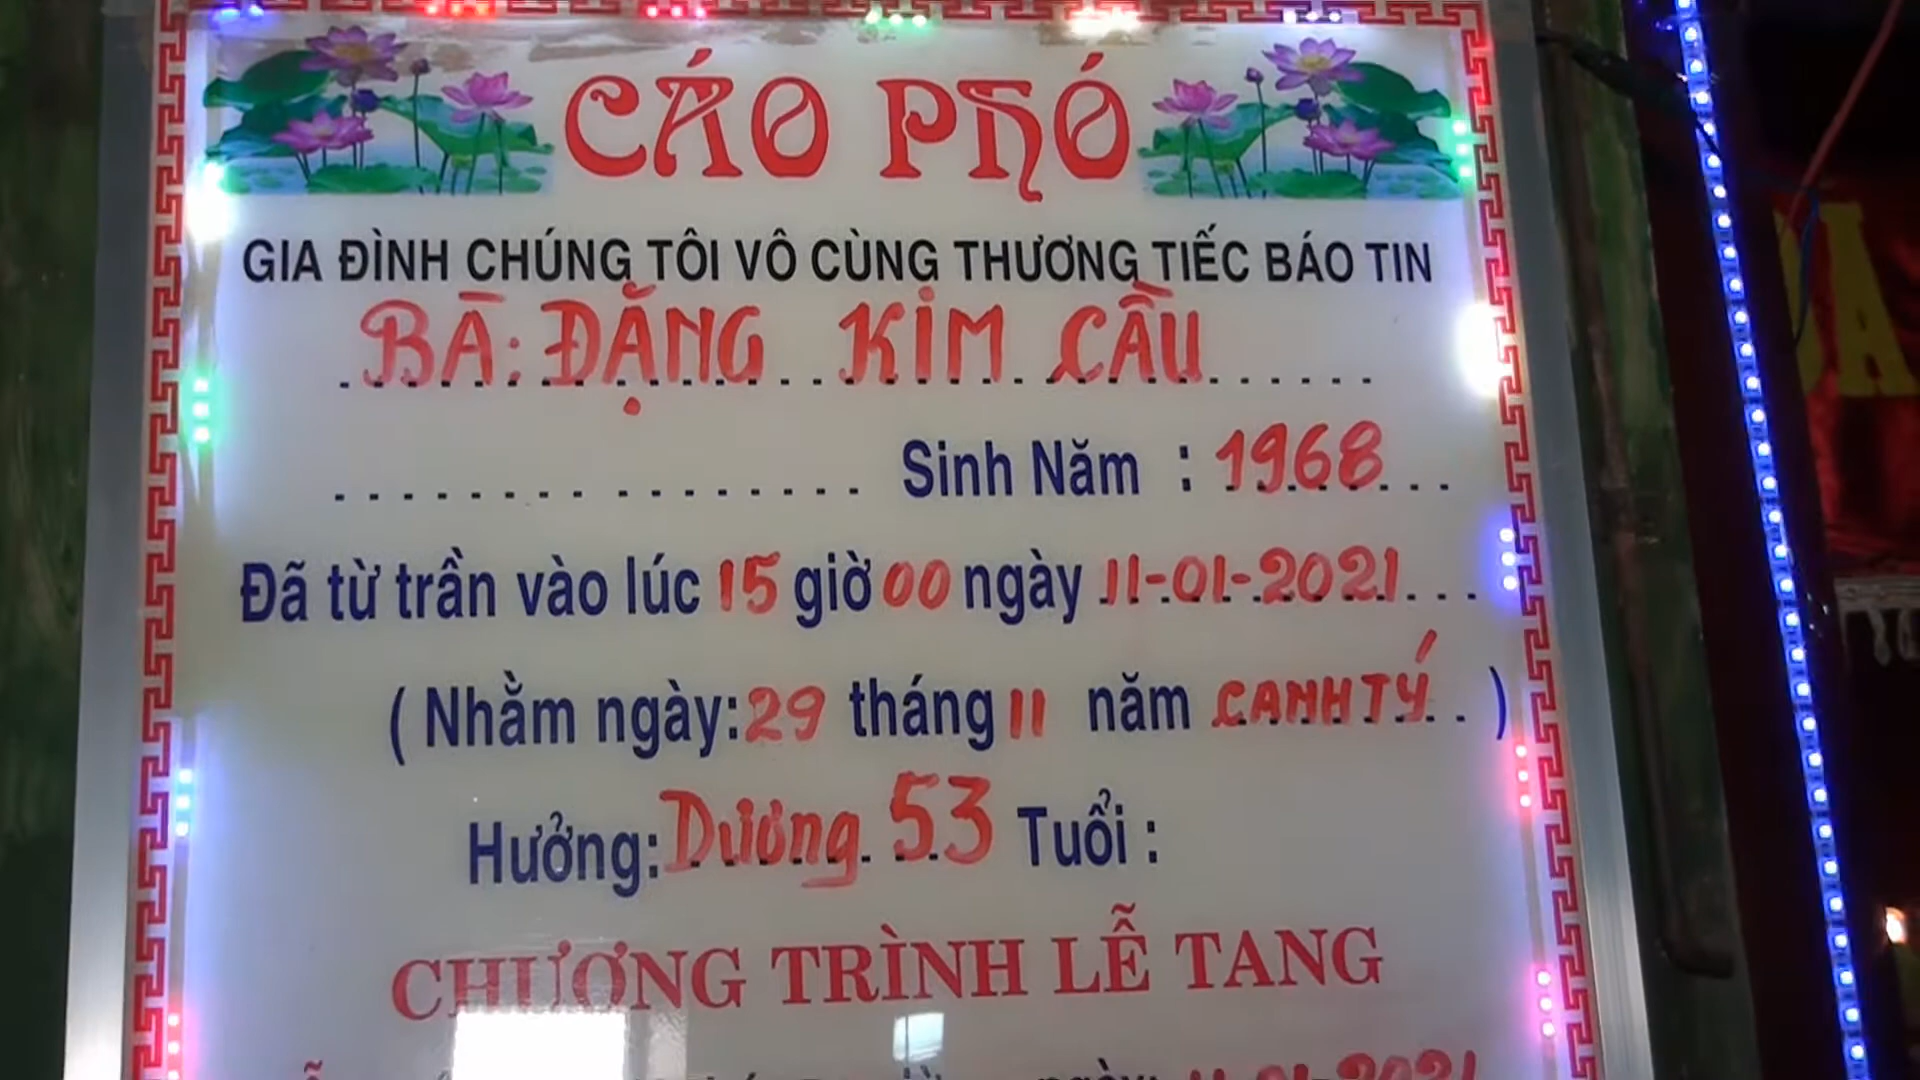 CÁO PHÓ
GIA ĐÌNH CHÚNG TÔI VÔ CÙNG THƯƠNG TIẾC BÁO TIN
BÀ: ĐẶNG KIM CẦU
Sinh Năm : 1968
Đã từ trần vào lúc 15 giờ 00 ngày 11-01-2021
( Nhằm ngày: 29 tháng 11 năm CANH TÝ )
Hưởng: Dương 53 Tuổi :
CHƯƠNG TRÌNH LỄ TANG